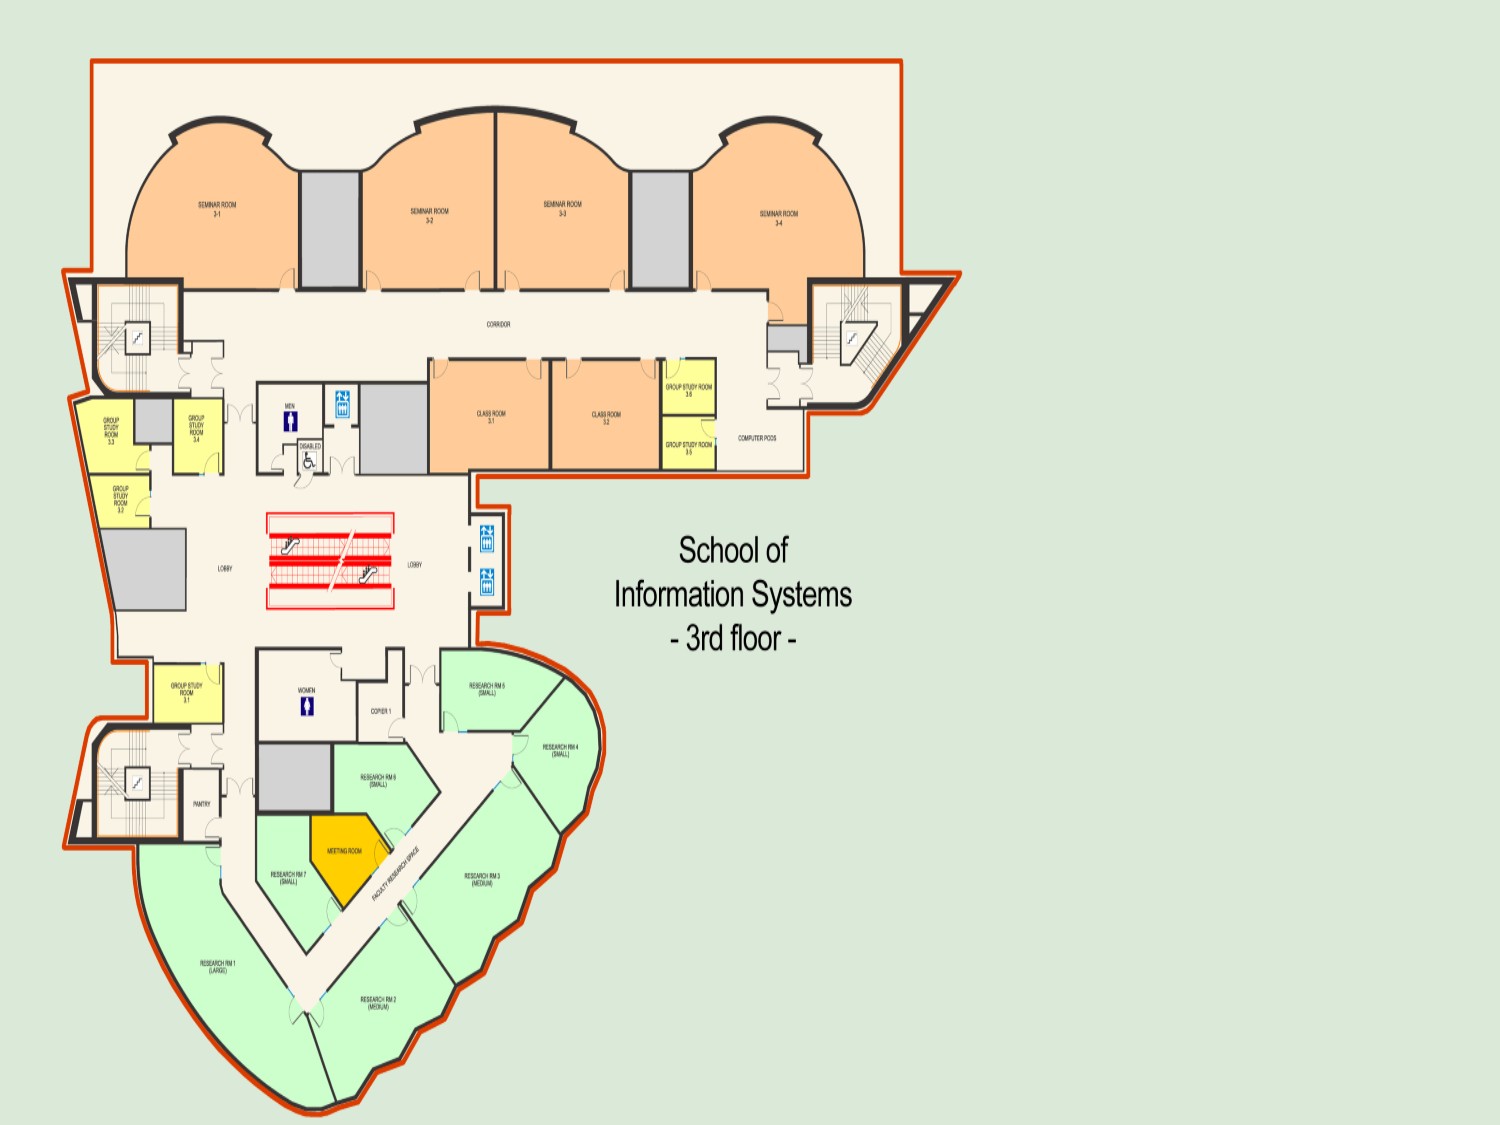 SEMINAR ROOM
3-1
SEMINAR ROOM
3-2
SEMINAR ROOM
3-3
SEMINAR ROOM
3-4
CORRIDOR
MEN
DISABLED
CLASS ROOM
3.1
CLASS ROOM
3.2
GROUP STUDY ROOM
3.6
GROUP STUDY ROOM
3.5
COMPUTER PODS
GROUP
STUDY
ROOM
3.3
GROUP
STUDY
ROOM
3.4
GROUP
STUDY
ROOM
3.2
LOBBY
LOBBY
School of
Information Systems
- 3rd floor -
GROUP STUDY
ROOM
3.1
WOMEN
COPIER 1
RESEARCH RM 5
(SMALL)
RESEARCH RM 4
(SMALL)
RESEARCH RM 6
(SMALL)
PANTRY
MEETING ROOM
FACULTY RESEARCH SPACE
RESEARCH RM 7
(SMALL)
RESEARCH RM 3
(MEDIUM)
RESEARCH RM 1
(LARGE)
RESEARCH RM 2
(MEDIUM)